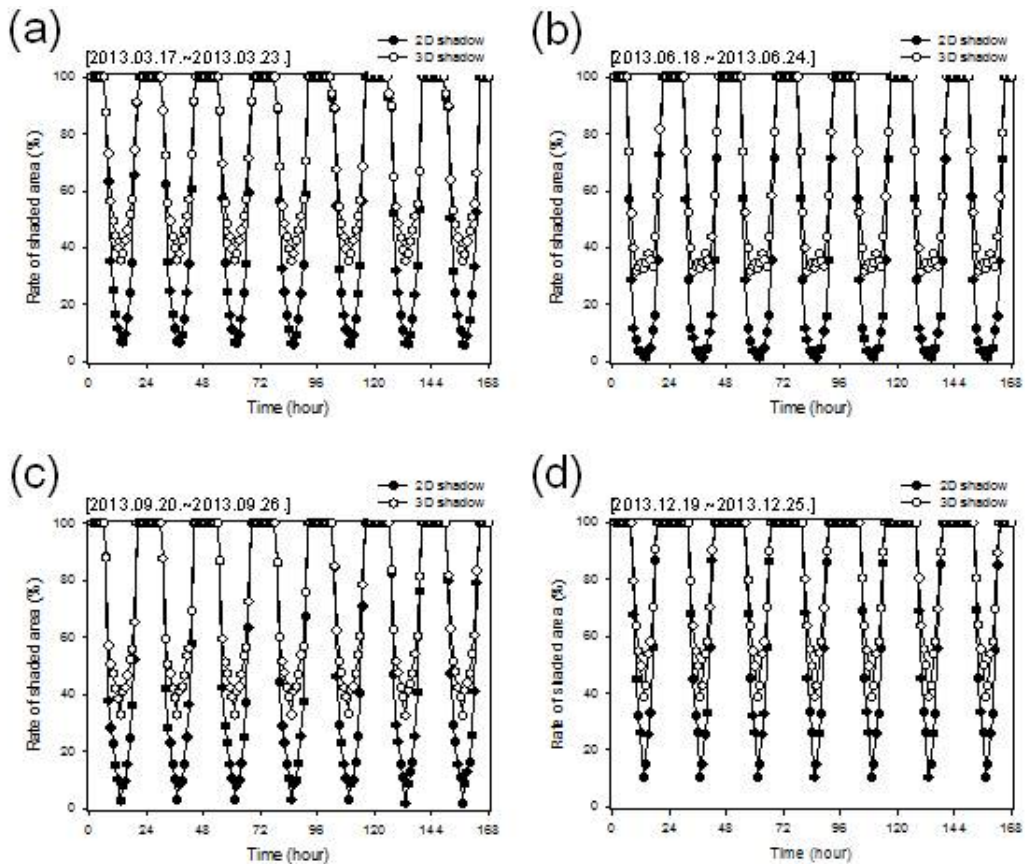 (a)
2D shadow
3D shadow
[2013.03.17.~2013.03.23.]
Rate of shaded area (%)
100
80
60
40
20
0
0 24 48 72 96 120 144 168
Time (hour)
(b)
2D shadow
3D shadow
[2013.06.18.~2013.06.24.]
Rate of shaded area (%)
100
80
60
40
20
0
0 24 48 72 96 120 144 168
Time (hour)
(c)
2D shadow
3D shadow
[2013.09.20.~2013.09.26.]
Rate of shaded area (%)
100
80
60
40
20
0
0 24 48 72 96 120 144 168
Time (hour)
(d)
2D shadow
3D shadow
[2013.12.19.~2013.12.25.]
Rate of shaded area (%)
100
80
60
40
20
0
0 24 48 72 96 120 144 168
Time (hour)